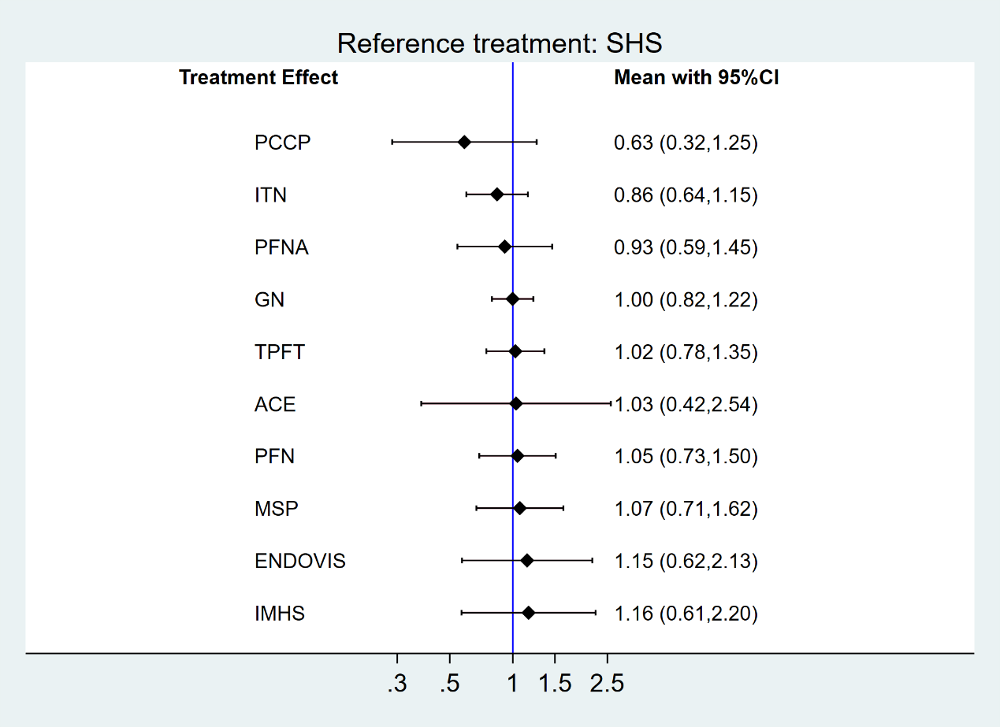 Reference treatment: SHS
Treatment Effect Mean with 95%CI
PCCP 0.63 (0.32,1.25)
ITN 0.86 (0.64,1.15)
PFNA 0.93 (0.59,1.45)
GN 1.00 (0.82,1.22)
TPFT 1.02 (0.78,1.35)
ACE 1.03 (0.42,2.54)
PFN 1.05 (0.73,1.50)
MSP 1.07 (0.71,1.62)
ENDOVIS 1.15 (0.62,2.13)
IMHS 1.16 (0.61,2.20)
.3 .5 1 1.5 2.5